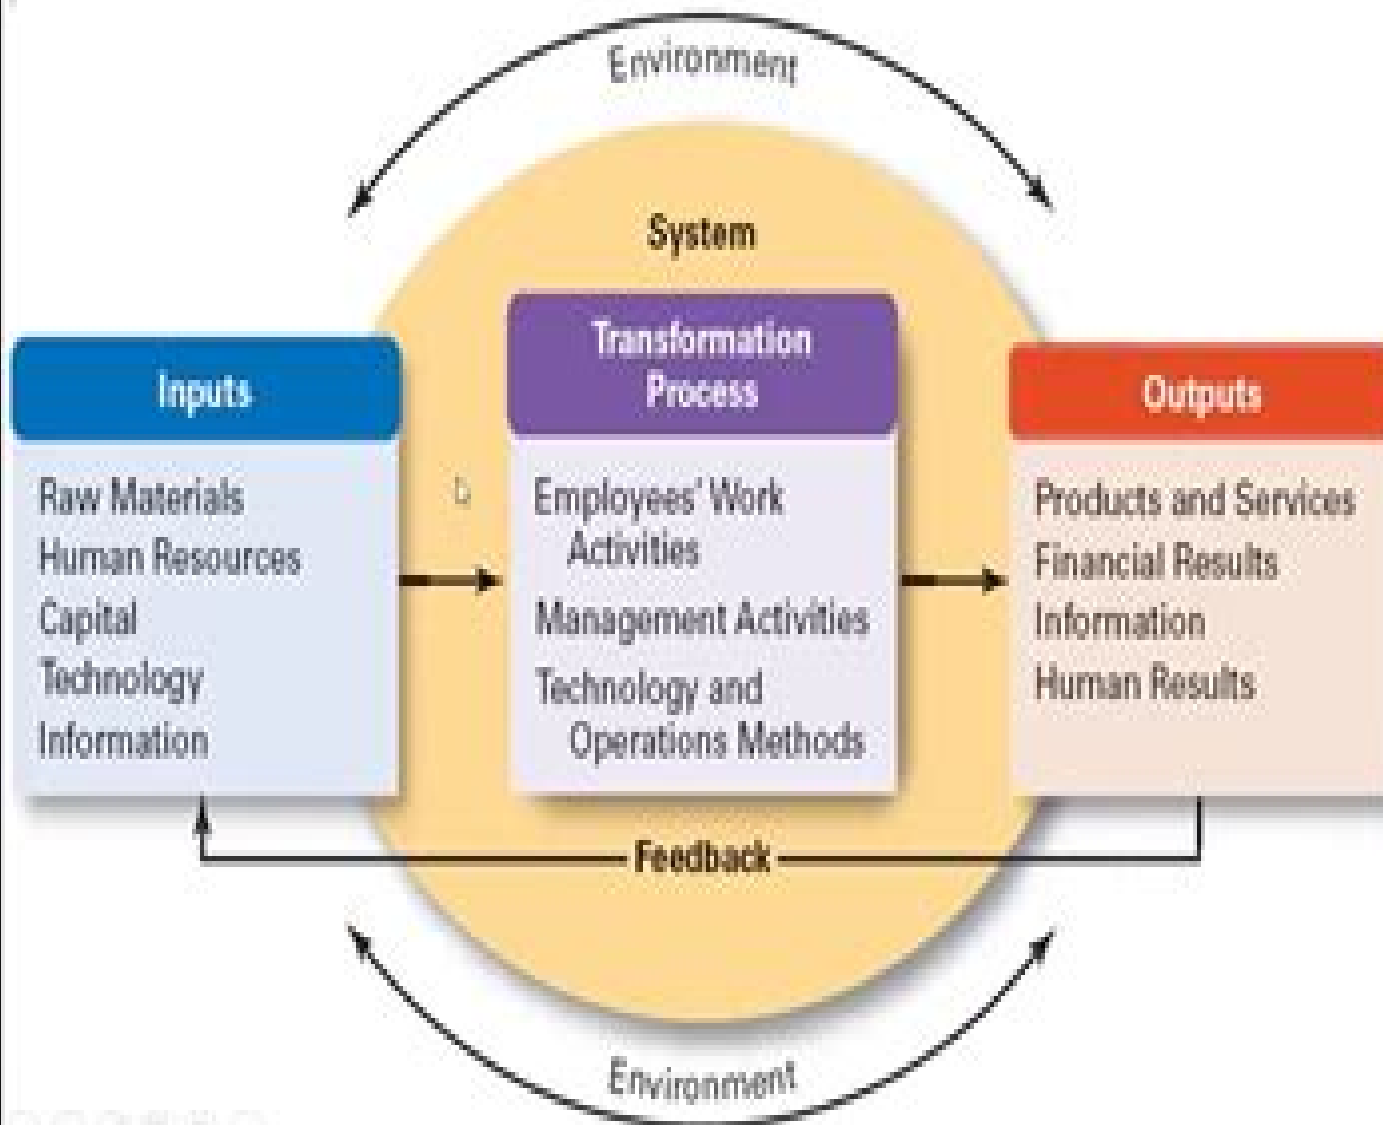 Environment
System
Inputs
Raw Materials
Human Resources
Capital
Technology
Information
Transformation
Process
Employees' Work
Activities
Management Activities
Technology and
Operations Methods
Outputs
Products and Services
Financial Results
Information
Human Results
Feedback
Environment